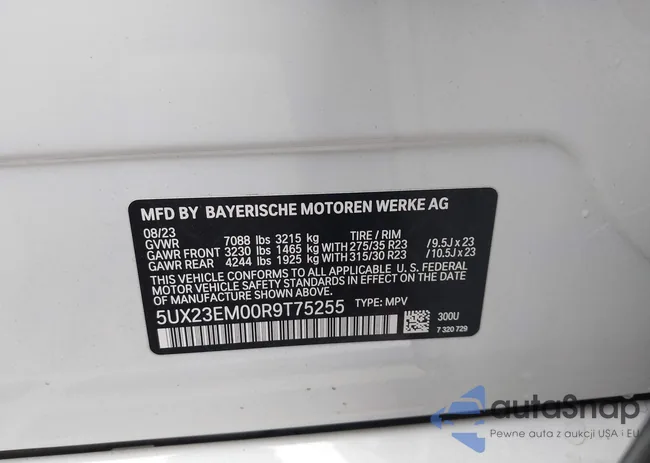 MFD BY BAYERISCHE MOTOREN WERKE AG
08/23
GVWR 7088 lbs 3215 kg TIRE / RIM
GAWR FRONT 3230 lbs 1465 kg WITH 275/35 R23 /9.5J x 23
GAWR REAR 4244 lbs 1925 kg WITH 315/30 R23 /10.5J x 23
THIS VEHICLE CONFORMS TO ALL APPLICABLE U. S. FEDERAL
MOTOR VEHICLE SAFETY STANDARDS IN EFFECT ON THE DATE
OF MANUFACTURE SHOWN ABOVE.
5UX23EM00R9T75255 TYPE: MPV
300U
7 320 729
autaSnap
Pewne auta z aukcji USA i EU